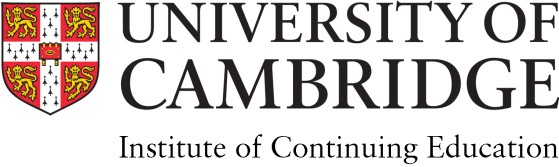 UNIVERSITY OF
CAMBRIDGE
Institute of Continuing Education